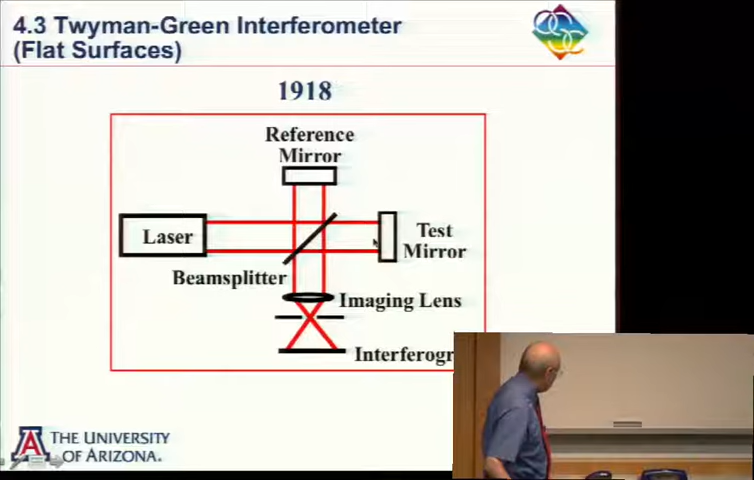 4.3 Twyman-Green Interferometer
(Flat Surfaces)
1918
Reference
Mirror
Laser
Test
Mirror
Beamsplitter
Imaging Lens
Interferogr
THE UNIVERSITY
OF ARIZONA.